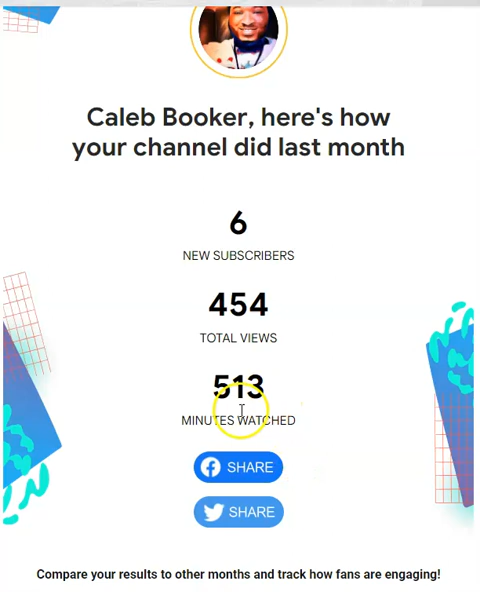 Caleb Booker, here's how
your channel did last month
6
NEW SUBSCRIBERS
454
TOTAL VIEWS
513
MINUTES WATCHED
SHARE
SHARE
Compare your results to other months and track how fans are engaging!